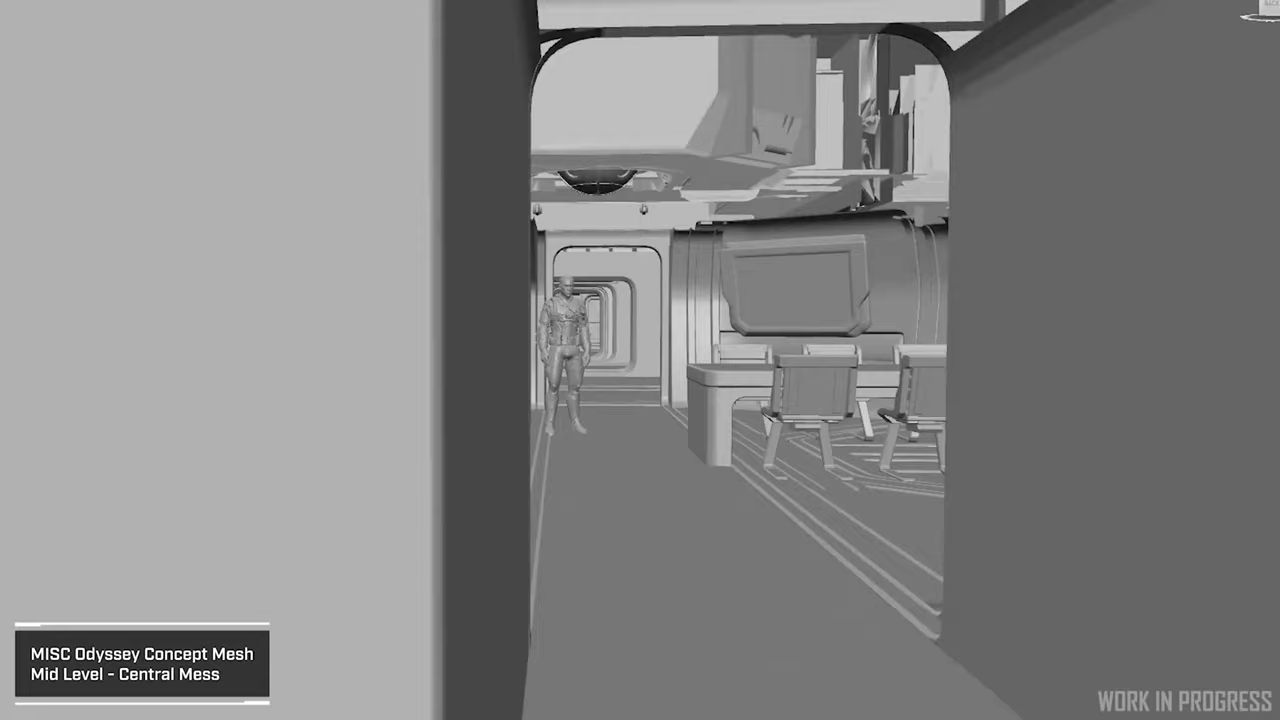 MISC Odyssey Concept Mesh
Mid Level - Central Mess
WORK IN PROGRESS